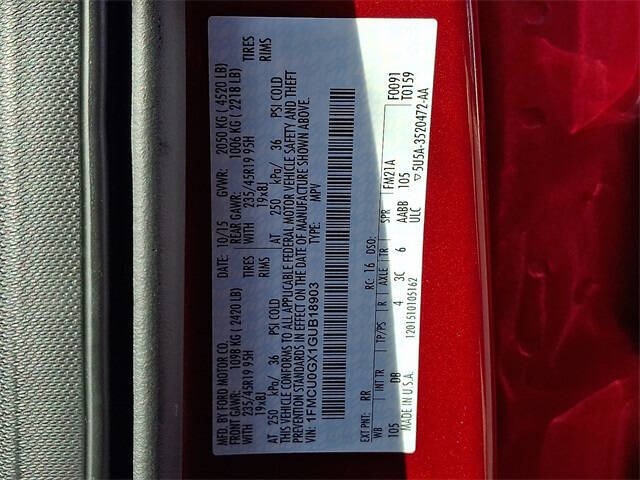 MFD. BY FORD MOTOR CO.
DATE: 10/15 GVWR: 2050 KG ( 4520 LB)
FRONT GAWR: 1098 KG ( 2420 LB) REAR GAWR: 1006 KG ( 2218 LB)
WITH 235/45R19 95H TIRES WITH 235/45R19 95H TIRES
19x8J RIMS 19x8J RIMS
AT 250 kPa/ 36 PSI COLD AT 250 kPa/ 36 PSI COLD
THIS VEHICLE CONFORMS TO ALL APPLICABLE FEDERAL MOTOR VEHICLE SAFETY AND THEFT
PREVENTION STANDARDS IN EFFECT ON THE DATE OF MANUFACTURE SHOWN ABOVE.
1FMCU0GX1GUB18903 TYPE: MPV
F0091
T0159
EXT PNT: RR RC: 16 DSO: FM21A
WB INT TR TP/PS R AXLE TR SPR
105 DB 4 3C 6 AABB 105
ULC
MADE IN U.S.A. 1201510105162 ▽5U5A-3520472-AA